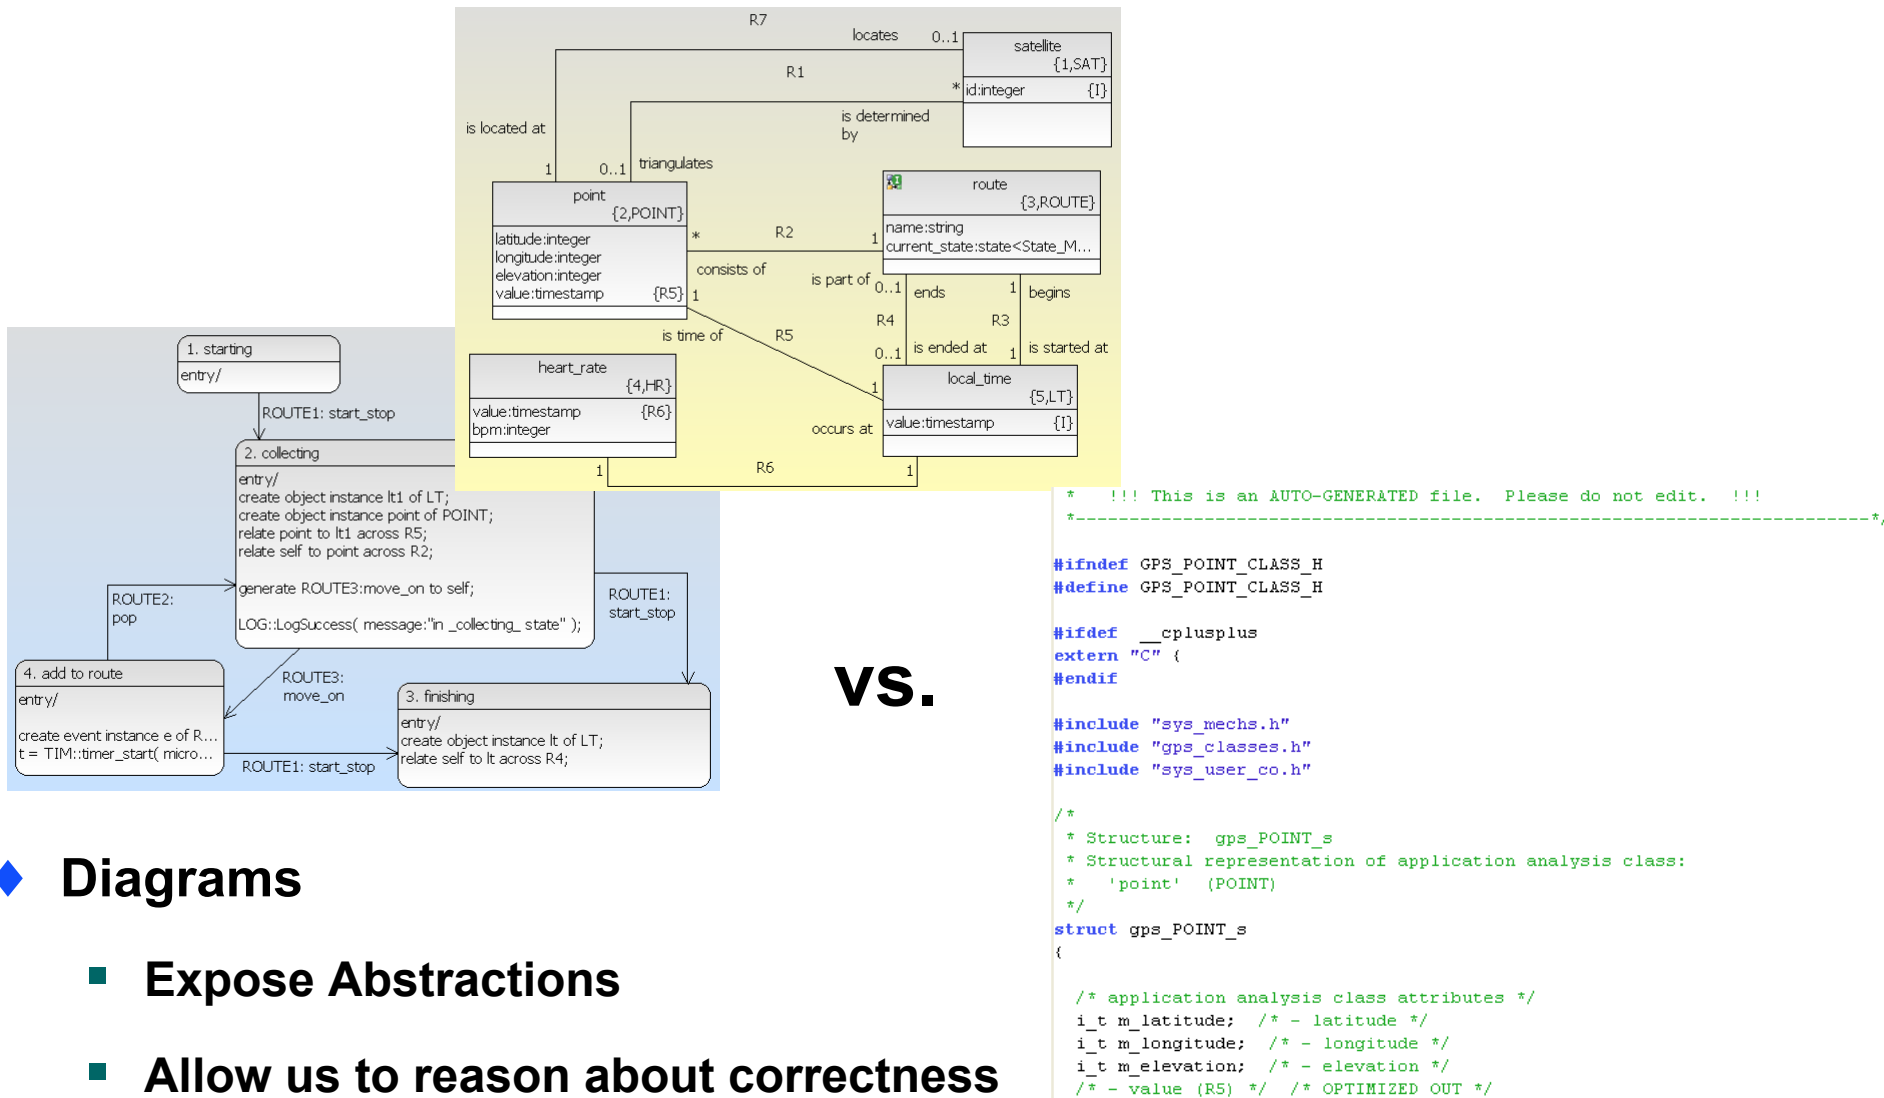 R7
locates
0..1
satellite
{1,SAT}
R1
*
id:integer {I}
is located at
is determined
by
1
0..1
triangulates
point
{2,POINT}
latitude:integer
longitude:integer
elevation:integer
value:timestamp {R5}
route
{3,ROUTE}
name:string
current_state:state<State_M...
*
R2
1
consists of
is part of
0..1
ends
1
begins
1
is time of
R5
R4
R3
0..1
is ended at
1
is started at
heart_rate
{4,HR}
value:timestamp {R6}
bpm:integer
local_time
{5,LT}
value:timestamp {I}
1
occurs at
1
R6
1
1. starting
entry/
ROUTE1: start_stop
2. collecting
entry/
create object instance lt1 of LT;
create object instance point of POINT;
relate point to lt1 across R5;
relate self to point across R2;
generate ROUTE3:move_on to self;
LOG::LogSuccess( message:"in _collecting_ state" );
ROUTE2:
pop
ROUTE1:
start_stop
4. add to route
entry/
create event instance e of R...
t = TIM::timer_start( micro...
ROUTE3:
move_on
3. finishing
entry/
create object instance lt of LT;
relate self to lt across R4;
ROUTE1: start_stop
vs.
* !!! This is an AUTO-GENERATED file. Please do not edit. !!!
*--------------------------------------------------------------------------*/
#ifndef GPS_POINT_CLASS_H
#define GPS_POINT_CLASS_H
#ifdef __cplusplus
extern "C" {
#endif
#include "sys_mechs.h"
#include "gps_classes.h"
#include "sys_user_co.h"
/*
* Structure: gps_POINT_s
* Structural representation of application analysis class:
* 'point' (POINT)
*/
struct gps_POINT_s
{
/* application analysis class attributes */
i_t m_latitude; /* - latitude */
i_t m_longitude; /* - longitude */
i_t m_elevation; /* - elevation */
/* - value (R5) */ /* OPTIMIZED OUT */
Diagrams
Expose Abstractions
Allow us to reason about correctness